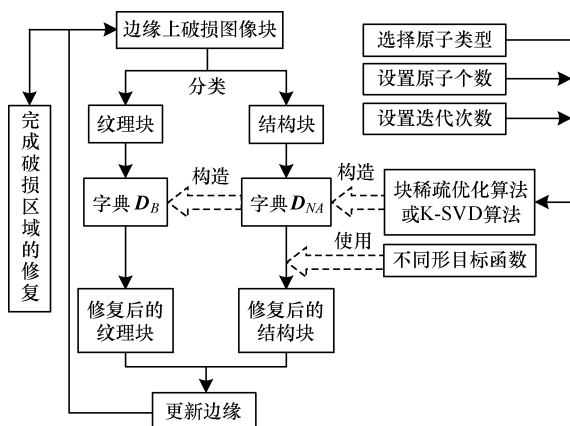 边缘上破损图像块
选择原子类型
分类
设置原子个数
纹理块
结构块
设置迭代次数
完成破损区域的修复
构造
构造
字典 D_B
字典 D_NA
块稀疏优化算法
或K-SVD算法
使用
不同形目标函数
修复后的
纹理块
修复后的
结构块
更新边缘